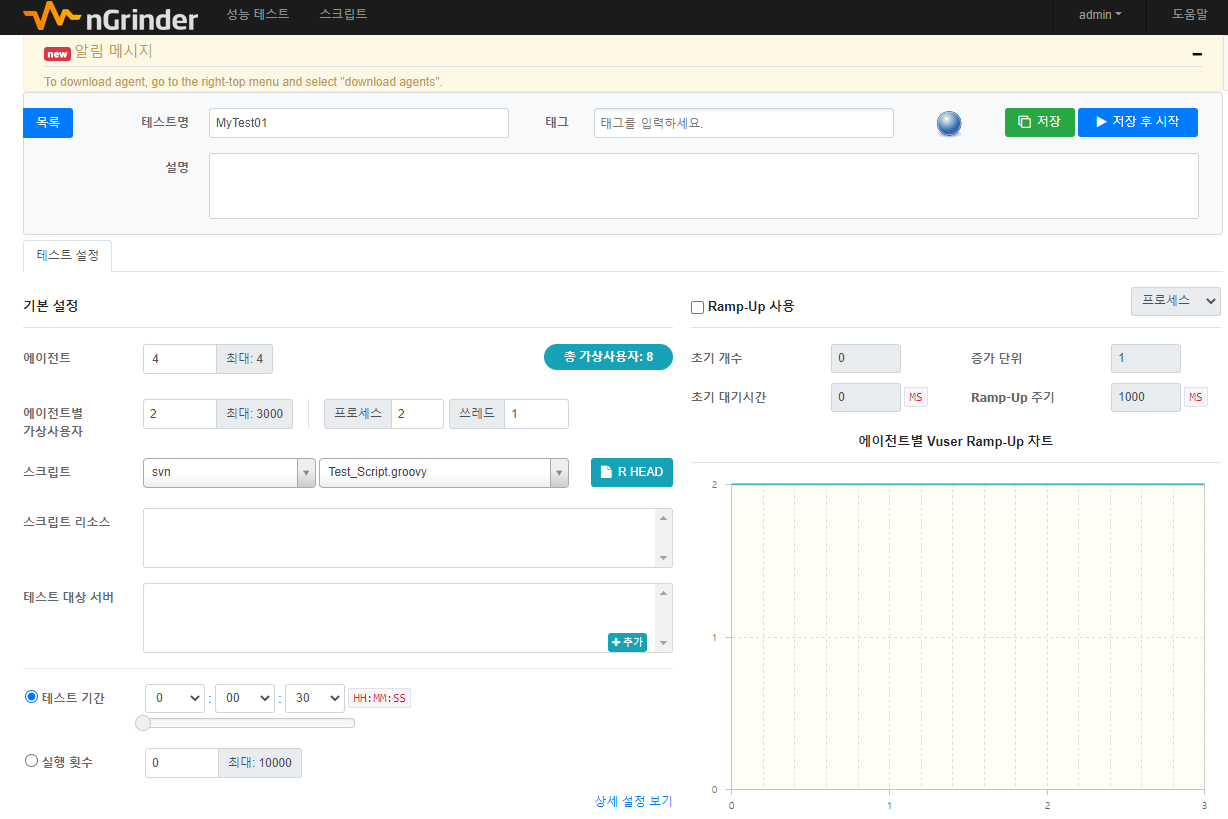 nGrinder 성능 테스트 스크립트 admin 도움말
new 알림 메시지
To download agent, go to the right-top menu and select "download agents".
목록 테스트명 MyTest01 태그 태그를 입력하세요. 저장 저장 후 시작
설명
테스트 설정
기본 설정
에이전트 4 최대: 4 총 가상사용자: 8
에이전트별 가상사용자 2 최대: 3000 프로세스 2 쓰레드 1
스크립트 svn Test_Script.groovy R HEAD
스크립트 리소스
테스트 대상 서버
+ 추가
테스트 기간 0 : 00 : 30 HH:MM:SS
실행 횟수 0 최대: 10000
상세 설정 보기
Ramp-Up 사용 프로세스
초기 개수 0 증가 단위 1
초기 대기시간 0 MS Ramp-Up 주기 1000 MS
에이전트별 Vuser Ramp-Up 차트
2
1
0
0 1 2 3